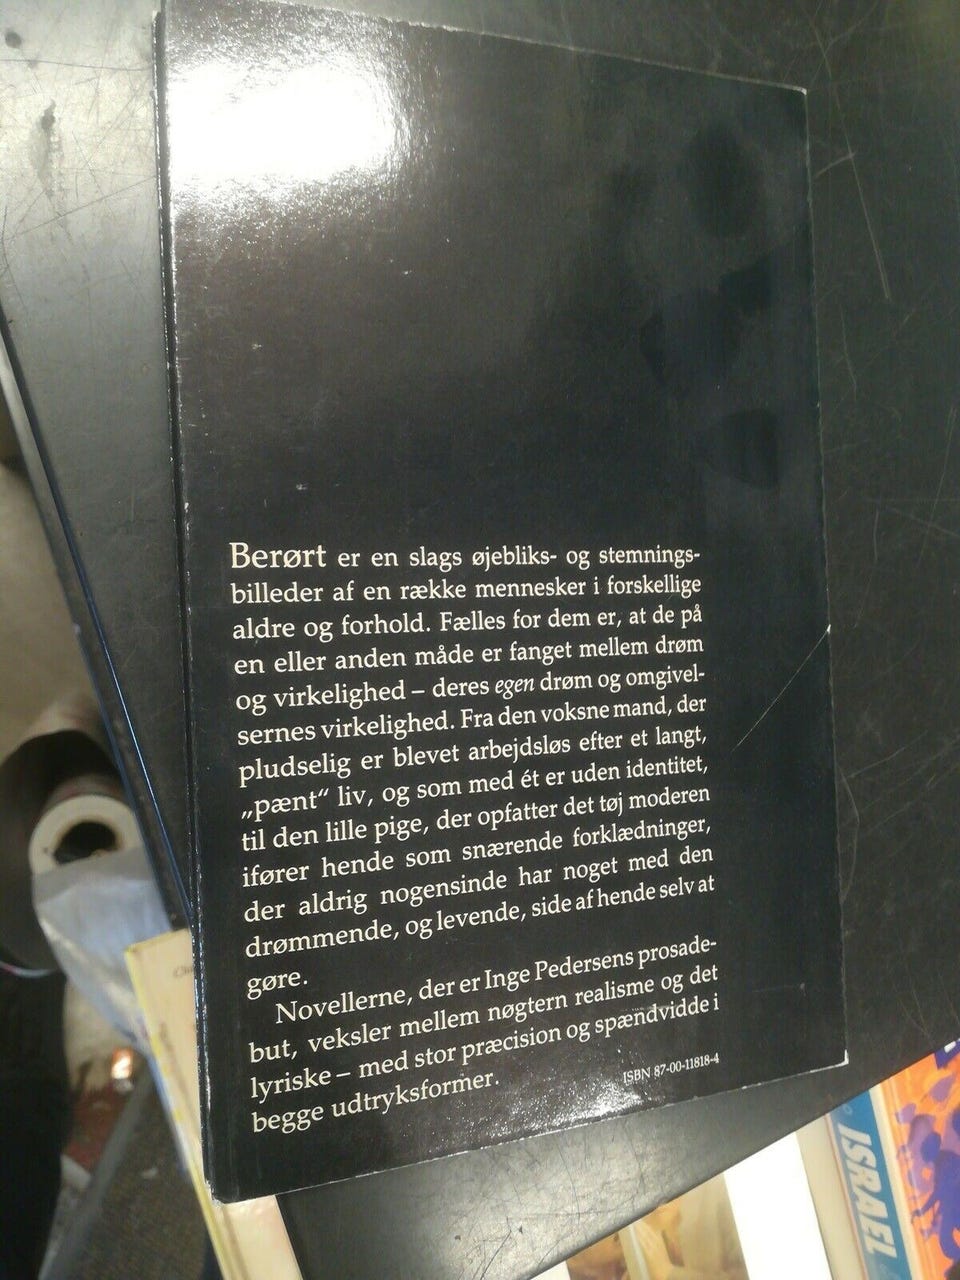 Berørt er en slags øjebliks- og stemnings-
billeder af en række mennesker i forskellige
aldre og forhold. Fælles for dem er, at de på
en eller anden måde er fanget mellem drøm
og virkelighed – deres egen drøm og omgivel-
sernes virkelighed. Fra den voksne mand, der
pludselig er blevet arbejdsløs efter et langt,
„pænt“ liv, og som med ét er uden identitet,
til den lille pige, der opfatter det tøj moderen
ifører hende som snærende forklædninger,
der aldrig nogensinde har noget med den
drømmende, og levende, side af hende selv at
gøre.
Novellerne, der er Inge Pedersens prosade-
but, veksler mellem nøgtern realisme og det
lyriske – med stor præcision og spændvidde i
begge udtryksformer.
ISBN 87-00-11818-4
ISRAEL